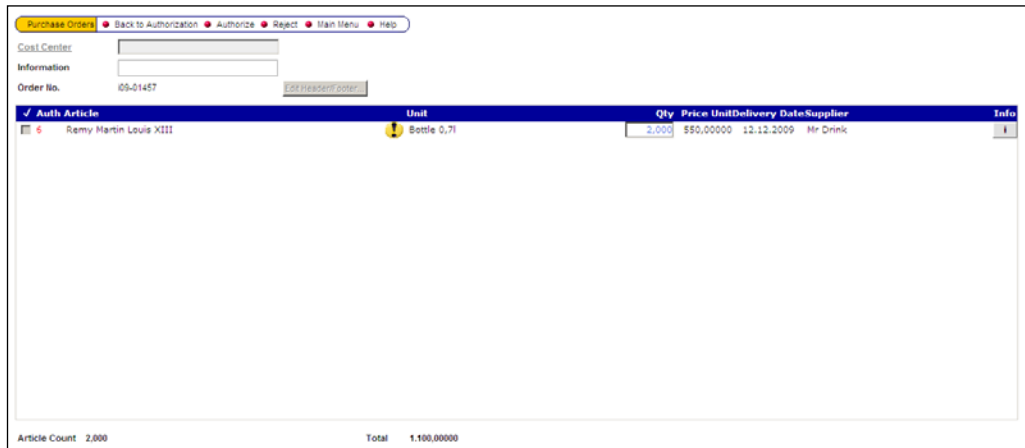 Purchase Orders Back to Authorization Authorize Reject Main Menu Help
Cost Center
Information
Order No. i09-01457 Edit Header/Footer...
√ Auth Article Unit Qty Price Unit Delivery Date Supplier Info
6 Remy Martin Louis XIII ! Bottle 0,7l 2,000 550,00000 12.12.2009 Mr Drink i
Article Count 2,000 Total 1.100,00000